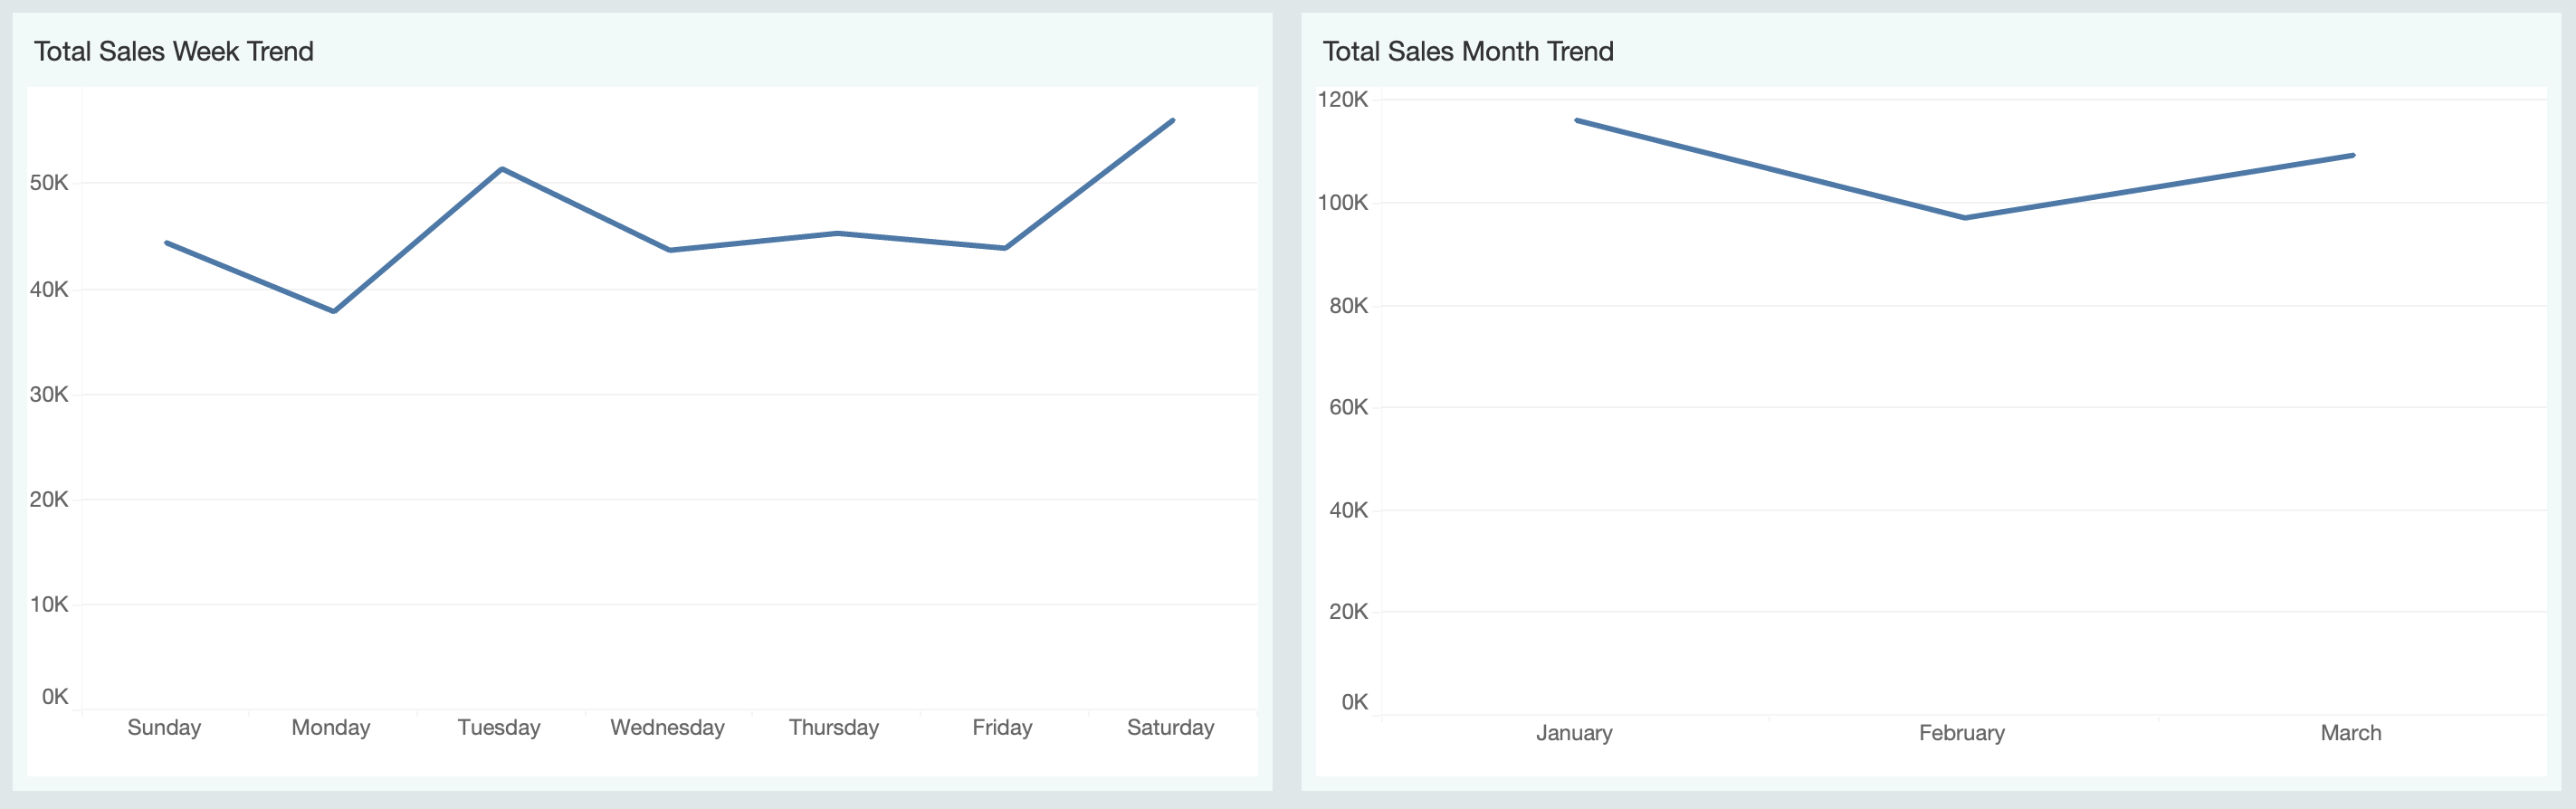 Total Sales Week Trend
50K
40K
30K
20K
10K
0K
Sunday Monday Tuesday Wednesday Thursday Friday Saturday
Total Sales Month Trend
120K
100K
80K
60K
40K
20K
0K
January February March